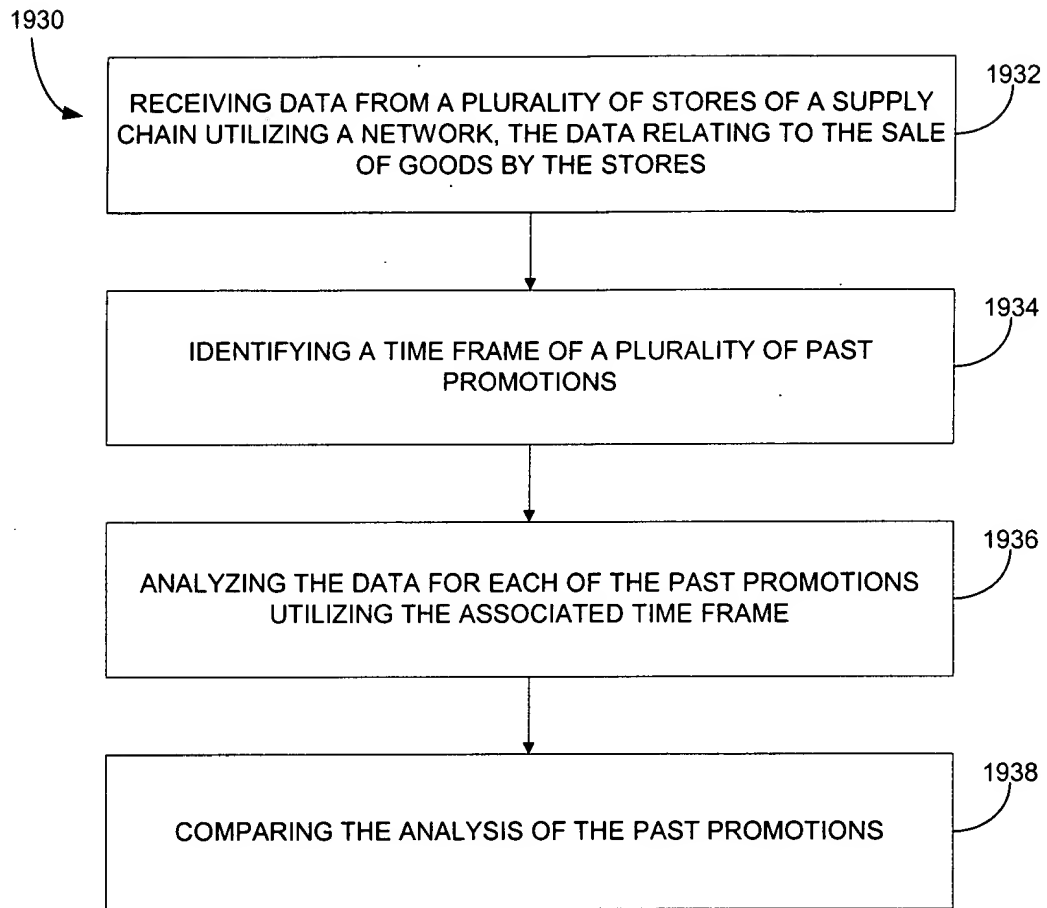 1930
1932
RECEIVING DATA FROM A PLURALITY OF STORES OF A SUPPLY
CHAIN UTILIZING A NETWORK, THE DATA RELATING TO THE SALE
OF GOODS BY THE STORES
1934
IDENTIFYING A TIME FRAME OF A PLURALITY OF PAST
PROMOTIONS
1936
ANALYZING THE DATA FOR EACH OF THE PAST PROMOTIONS
UTILIZING THE ASSOCIATED TIME FRAME
1938
COMPARING THE ANALYSIS OF THE PAST PROMOTIONS